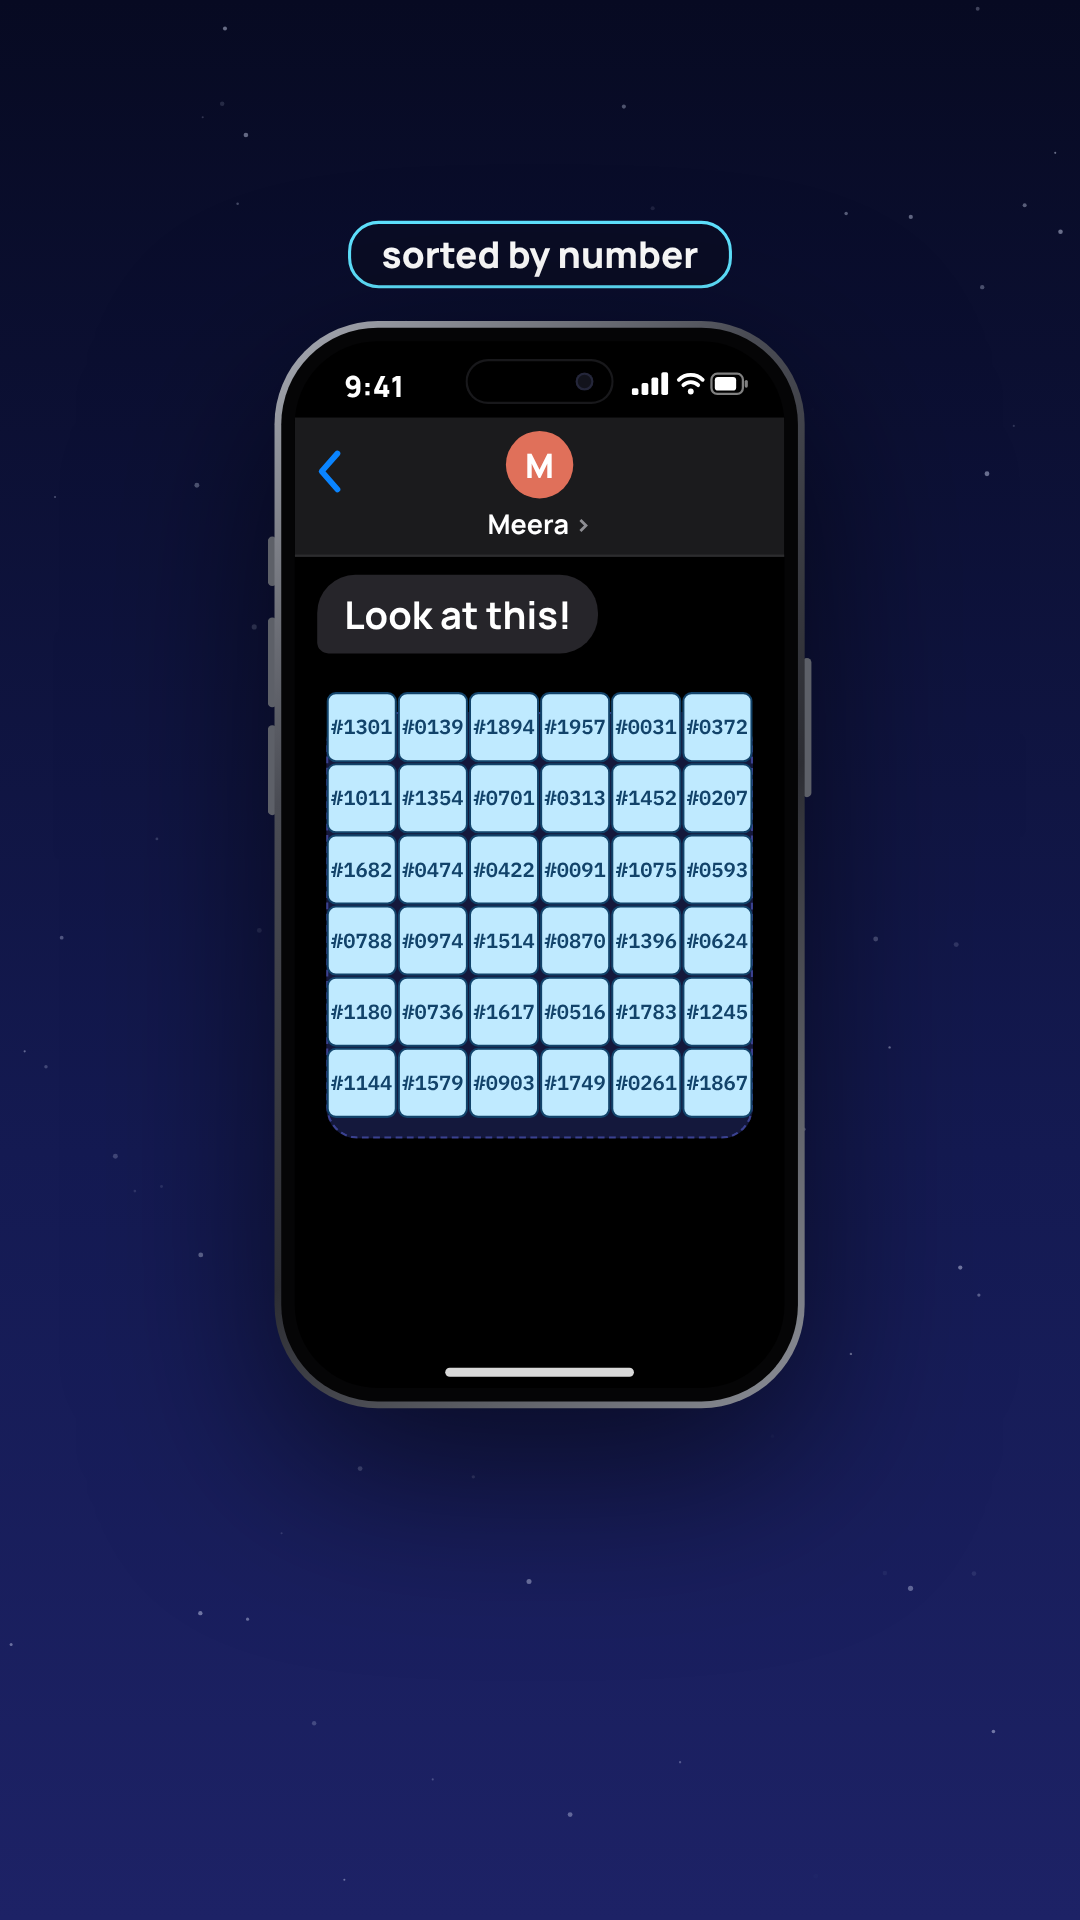 sorted by number
9:41
M
Meera
Look at this!
#1301 #0139 #1894 #1957 #0031 #0372
#1011 #1354 #0701 #0313 #1452 #0207
#1682 #0474 #0422 #0091 #1075 #0593
#0788 #0974 #1514 #0870 #1396 #0624
#1180 #0736 #1617 #0516 #1783 #1245
#1144 #1579 #0903 #1749 #0261 #1867